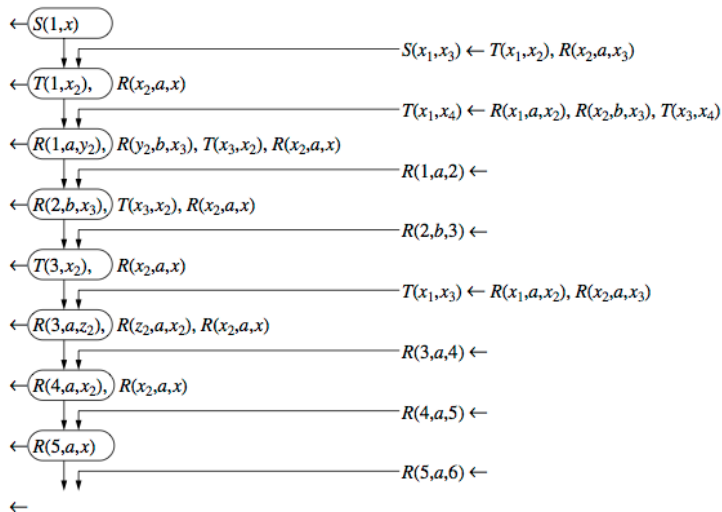 ← S(1,x)
S(x₁,x₃) ← T(x₁,x₂), R(x₂,a,x₃)
← T(1,x₂), R(x₂,a,x)
T(x₁,x₄) ← R(x₁,a,x₂), R(x₂,b,x₃), T(x₃,x₄)
← R(1,a,y₂), R(y₂,b,x₃), T(x₃,x₂), R(x₂,a,x)
R(1,a,2) ←
← R(2,b,x₃), T(x₃,x₂), R(x₂,a,x)
R(2,b,3) ←
← T(3,x₂), R(x₂,a,x)
T(x₁,x₃) ← R(x₁,a,x₂), R(x₂,a,x₃)
← R(3,a,z₂), R(z₂,a,x₂), R(x₂,a,x)
R(3,a,4) ←
← R(4,a,x₂), R(x₂,a,x)
R(4,a,5) ←
← R(5,a,x)
R(5,a,6) ←
←